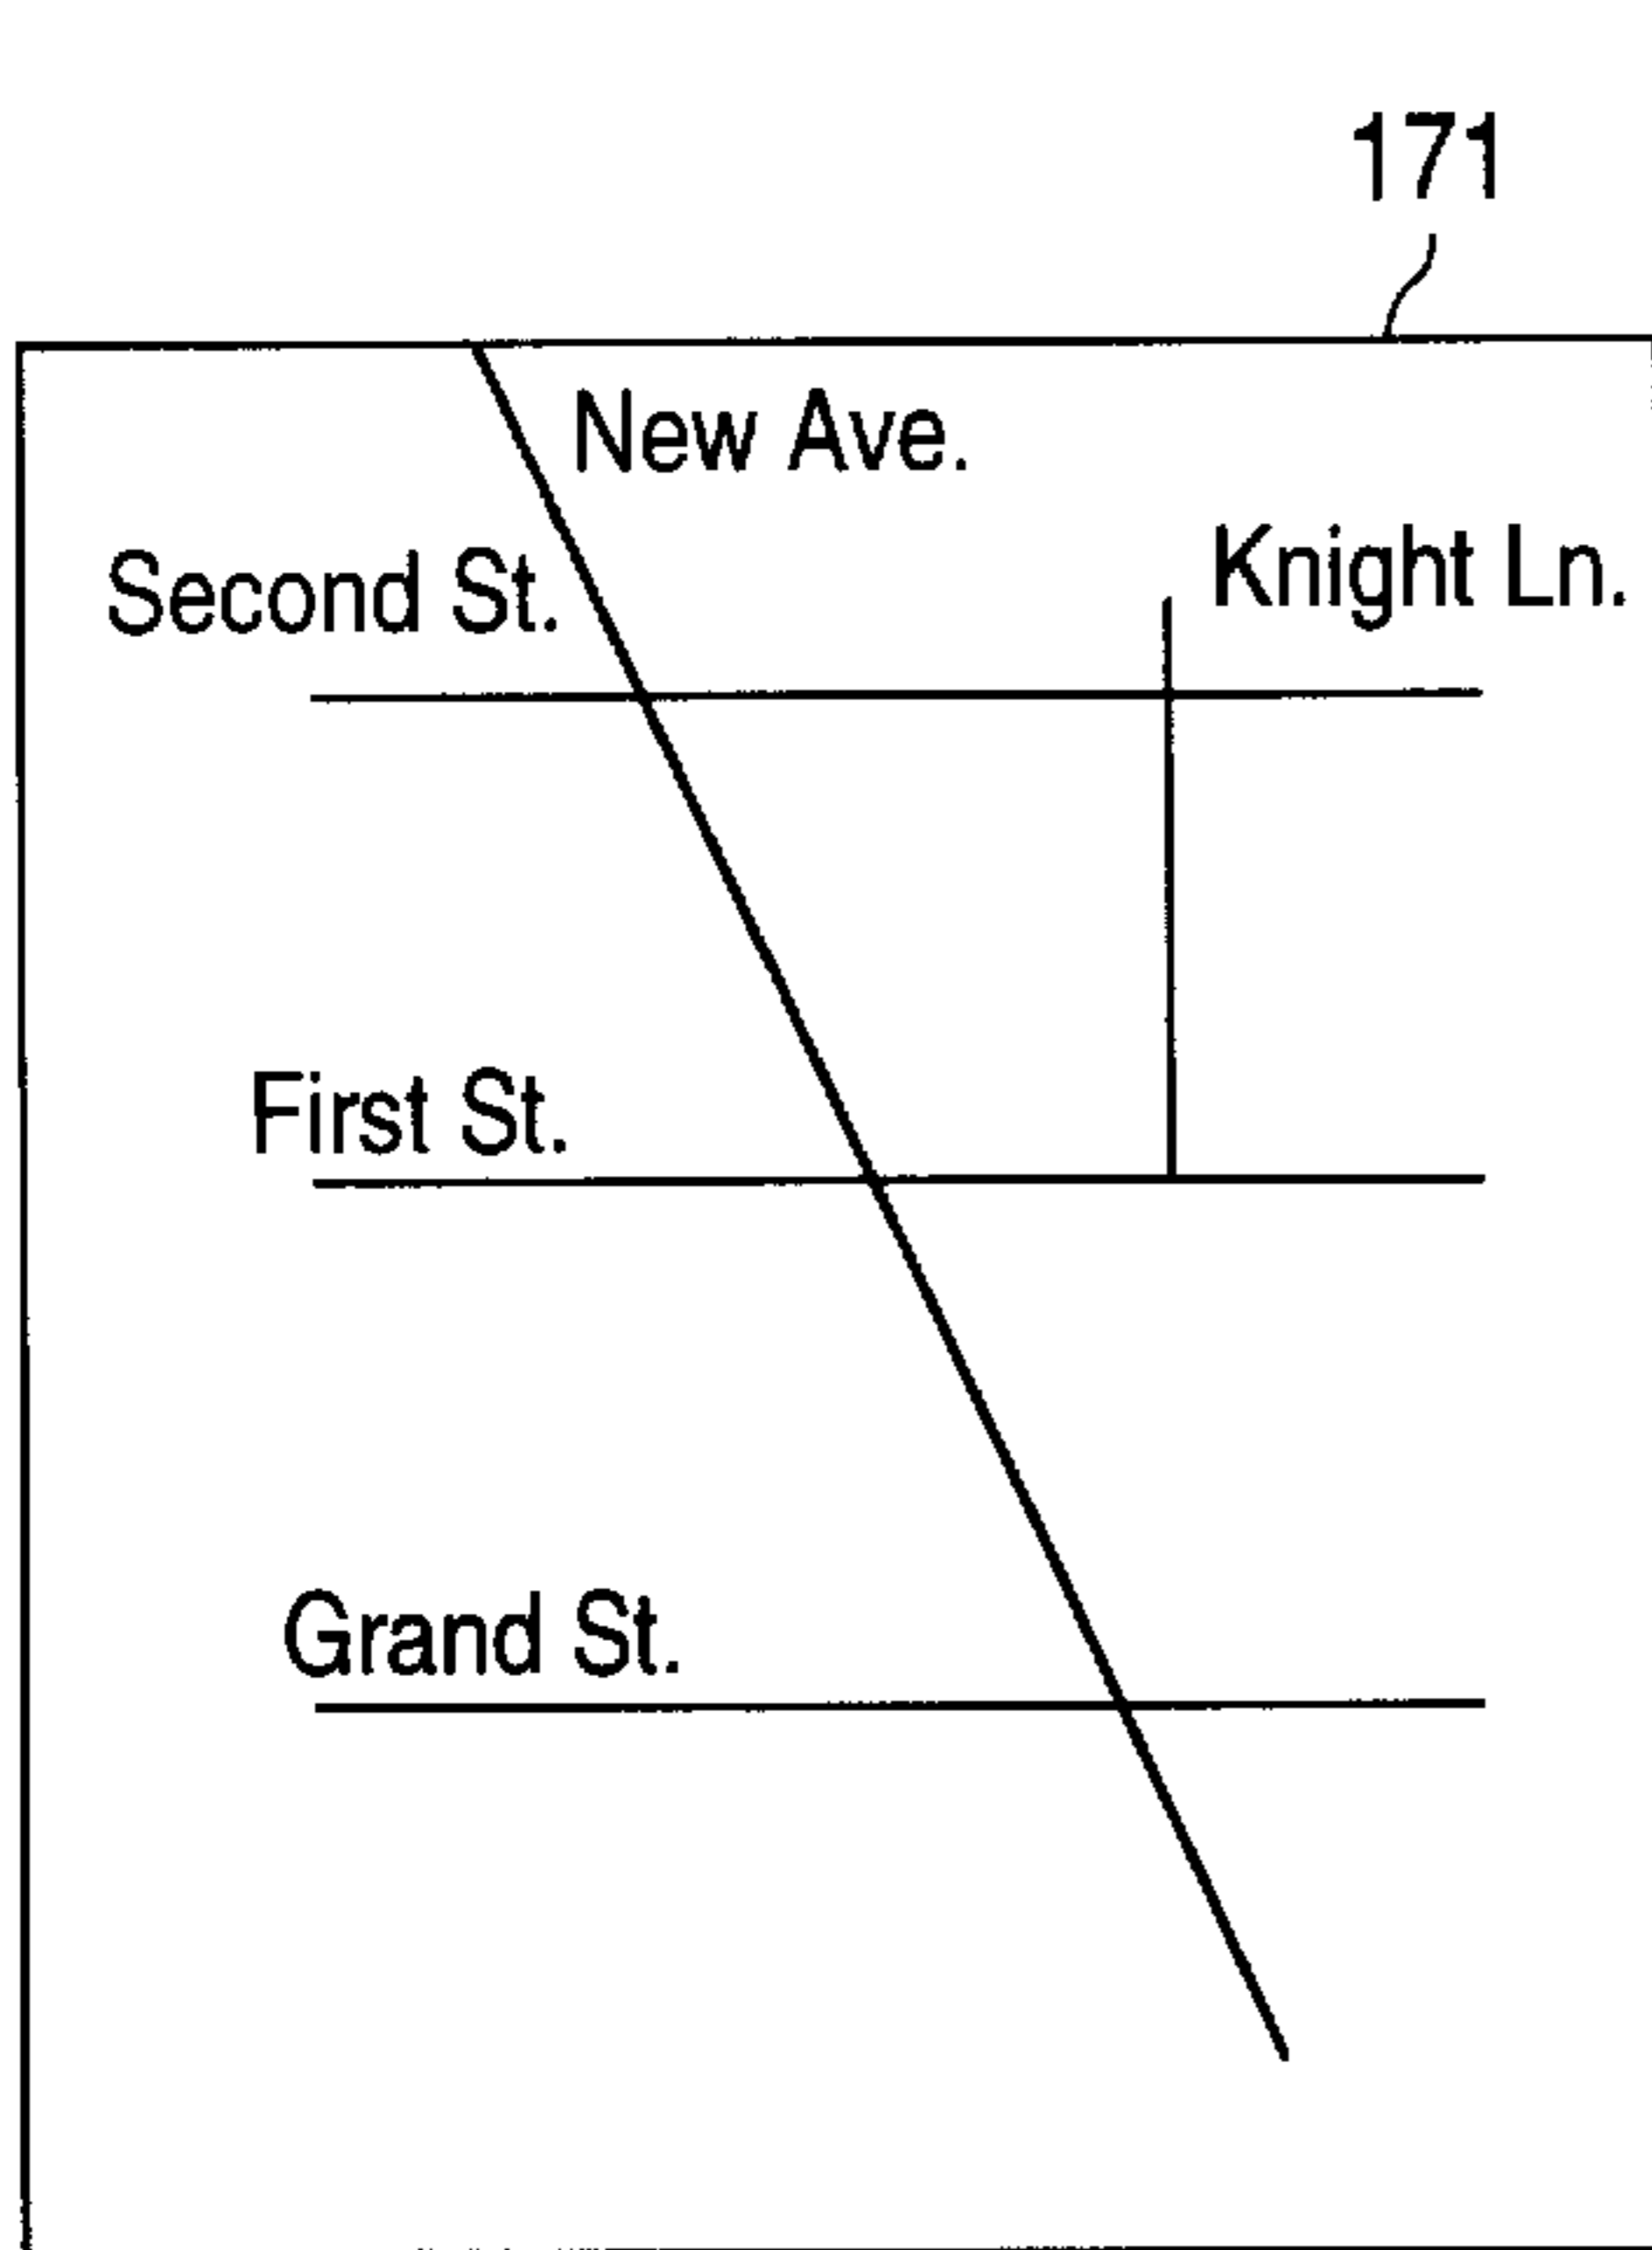 171
New Ave.
Second St.
Knight Ln.
First St.
Grand St.